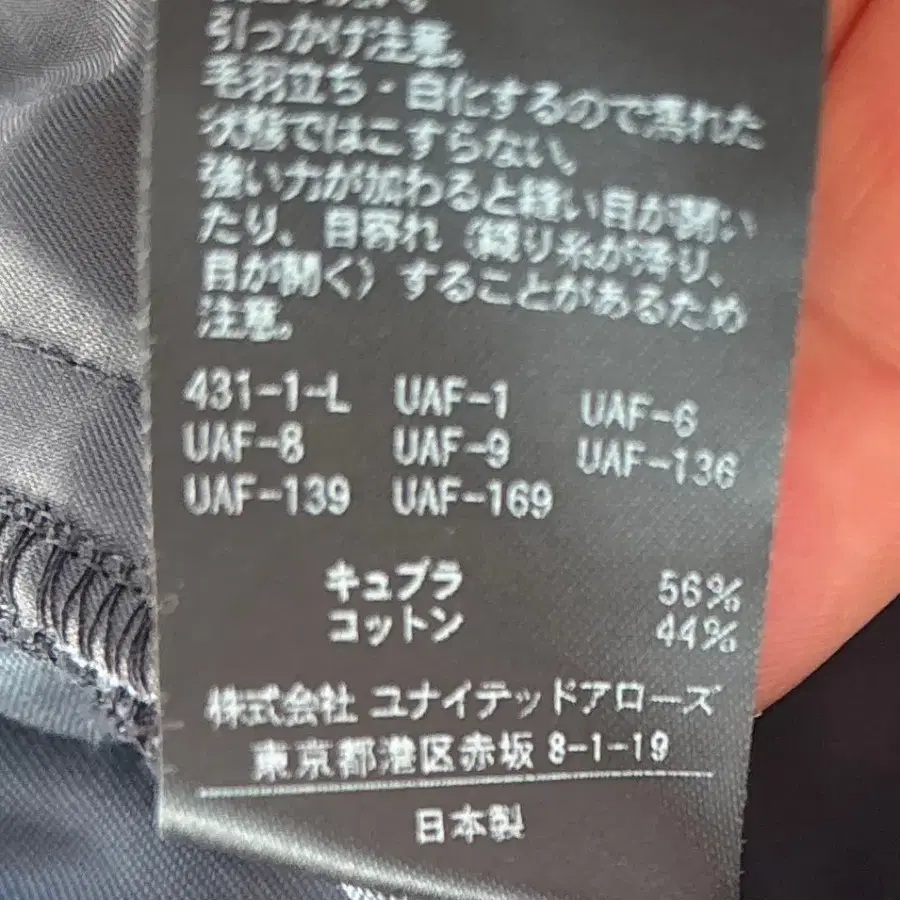 引っかけ注意。
毛羽立ち・白化するので濡れた
状態ではこすらない。
強い力が加わると縫い目が開い
たり、目寄れ（織り糸が滑り、
目が開く）することがあるため
注意。
431-1-L UAF-1 UAF-6
UAF-8 UAF-9 UAF-136
UAF-139 UAF-169
キュプラ 56%
コットン 44%
株式会社 ユナイテッドアローズ
東京都港区赤坂 8-1-19
日本製